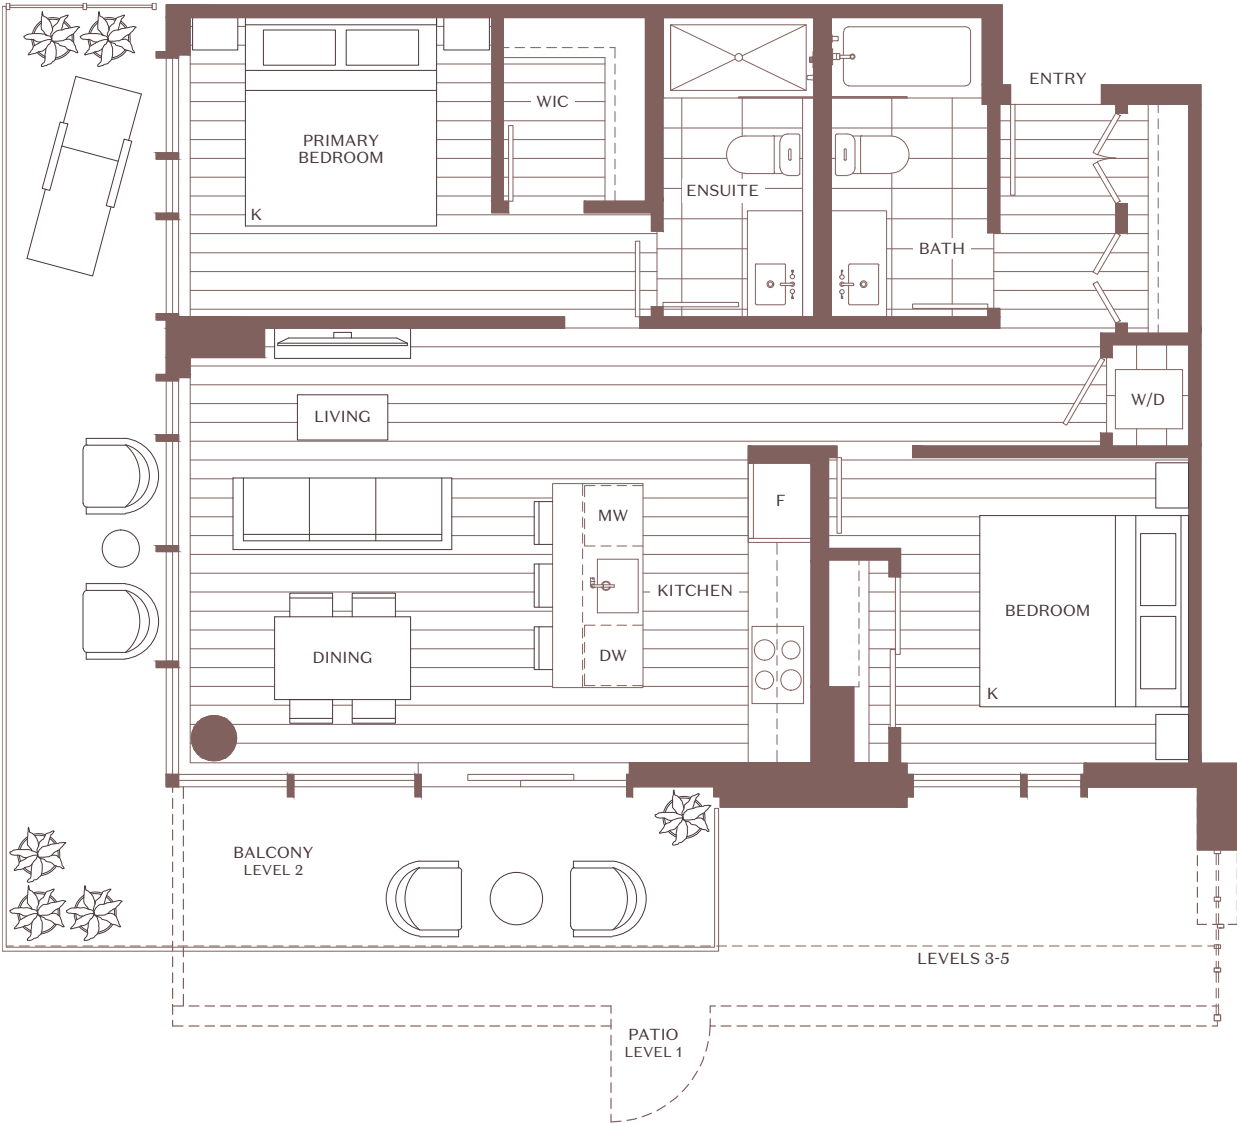 ENTRY
WIC
PRIMARY
BEDROOM
ENSUITE
K
BATH
W/D
LIVING
F
MW
KITCHEN
BEDROOM
DINING
DW
K
BALCONY
LEVEL 2
LEVELS 3-5
PATIO
LEVEL 1